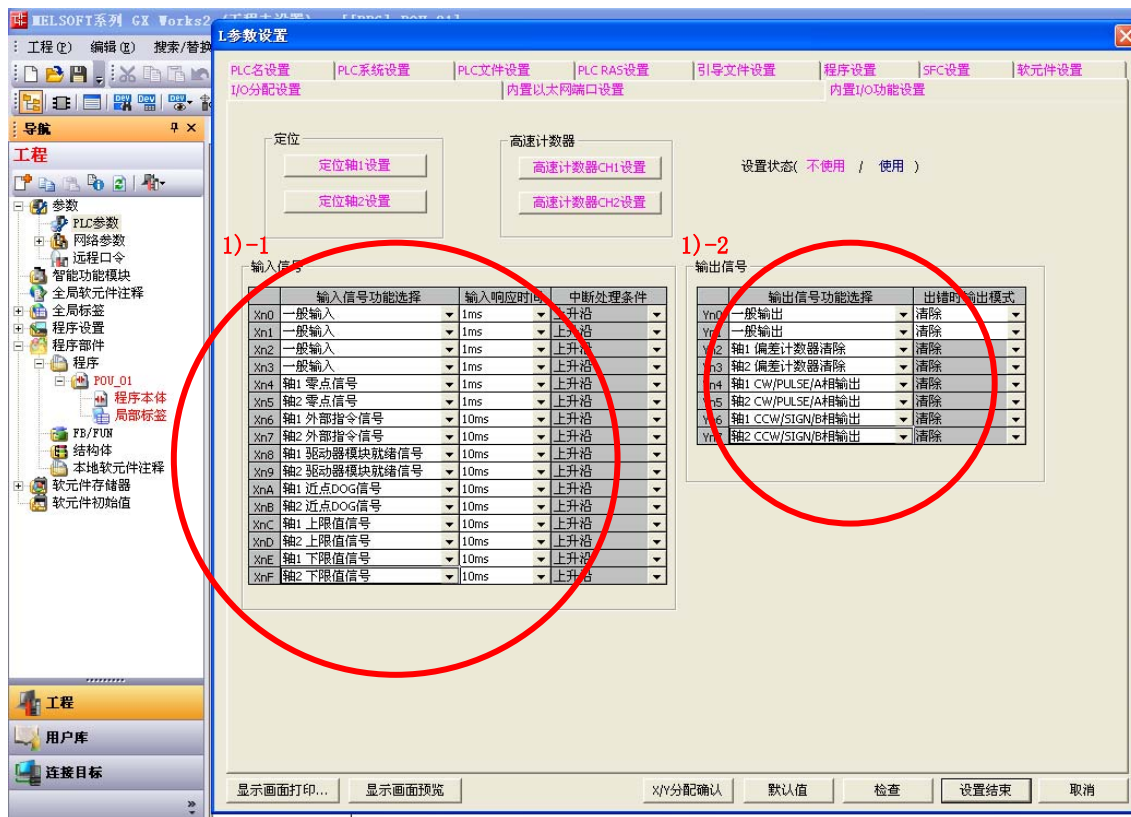 MELSOFT系列 GX Works2 (工程未设置) - [[PRG] POU_01]
工程(P) 编辑(E) 搜索/替换
L参数设置
PLC名设置 PLC系统设置 PLC文件设置 PLC RAS设置 引导文件设置 程序设置 SFC设置 软元件设置
I/O分配设置 内置以太网端口设置 内置I/O功能设置
导航
工程
参数
PLC参数
网络参数
远程口令
智能功能模块
全局软元件注释
全局标签
程序设置
程序部件
程序
POU_01
程序本体
局部标签
FB/FUN
结构体
本地软元件注释
软元件存储器
软元件初始值
工程
用户库
连接目标
定位
定位轴1设置
定位轴2设置
高速计数器
高速计数器CH1设置
高速计数器CH2设置
设置状态( 不使用 / 使用 )
1)-1
输入信号
输入信号功能选择 输入响应时间 中断处理条件
Xn0 一般输入 1ms 上升沿
Xn1 一般输入 1ms 上升沿
Xn2 一般输入 1ms 上升沿
Xn3 一般输入 1ms 上升沿
Xn4 轴1 零点信号 1ms 上升沿
Xn5 轴2 零点信号 1ms 上升沿
Xn6 轴1 外部指令信号 10ms 上升沿
Xn7 轴2 外部指令信号 10ms 上升沿
Xn8 轴1 驱动器模块就绪信号 10ms 上升沿
Xn9 轴2 驱动器模块就绪信号 10ms 上升沿
XnA 轴1 近点DOG信号 10ms 上升沿
XnB 轴2 近点DOG信号 10ms 上升沿
XnC 轴1 上限值信号 10ms 上升沿
XnD 轴2 上限值信号 10ms 上升沿
XnE 轴1 下限值信号 10ms 上升沿
XnF 轴2 下限值信号 10ms 上升沿
1)-2
输出信号
输出信号功能选择 出错时输出模式
Yn0 一般输出 清除
Yn1 一般输出 清除
Yn2 轴1 偏差计数器清除 清除
Yn3 轴2 偏差计数器清除 清除
Yn4 轴1 CW/PULSE/A相输出 清除
Yn5 轴2 CW/PULSE/A相输出 清除
Yn6 轴1 CCW/SIGN/B相输出 清除
Yn7 轴2 CCW/SIGN/B相输出 清除
显示画面打印... 显示画面预览 X/Y分配确认 默认值 检查 设置结束 取消